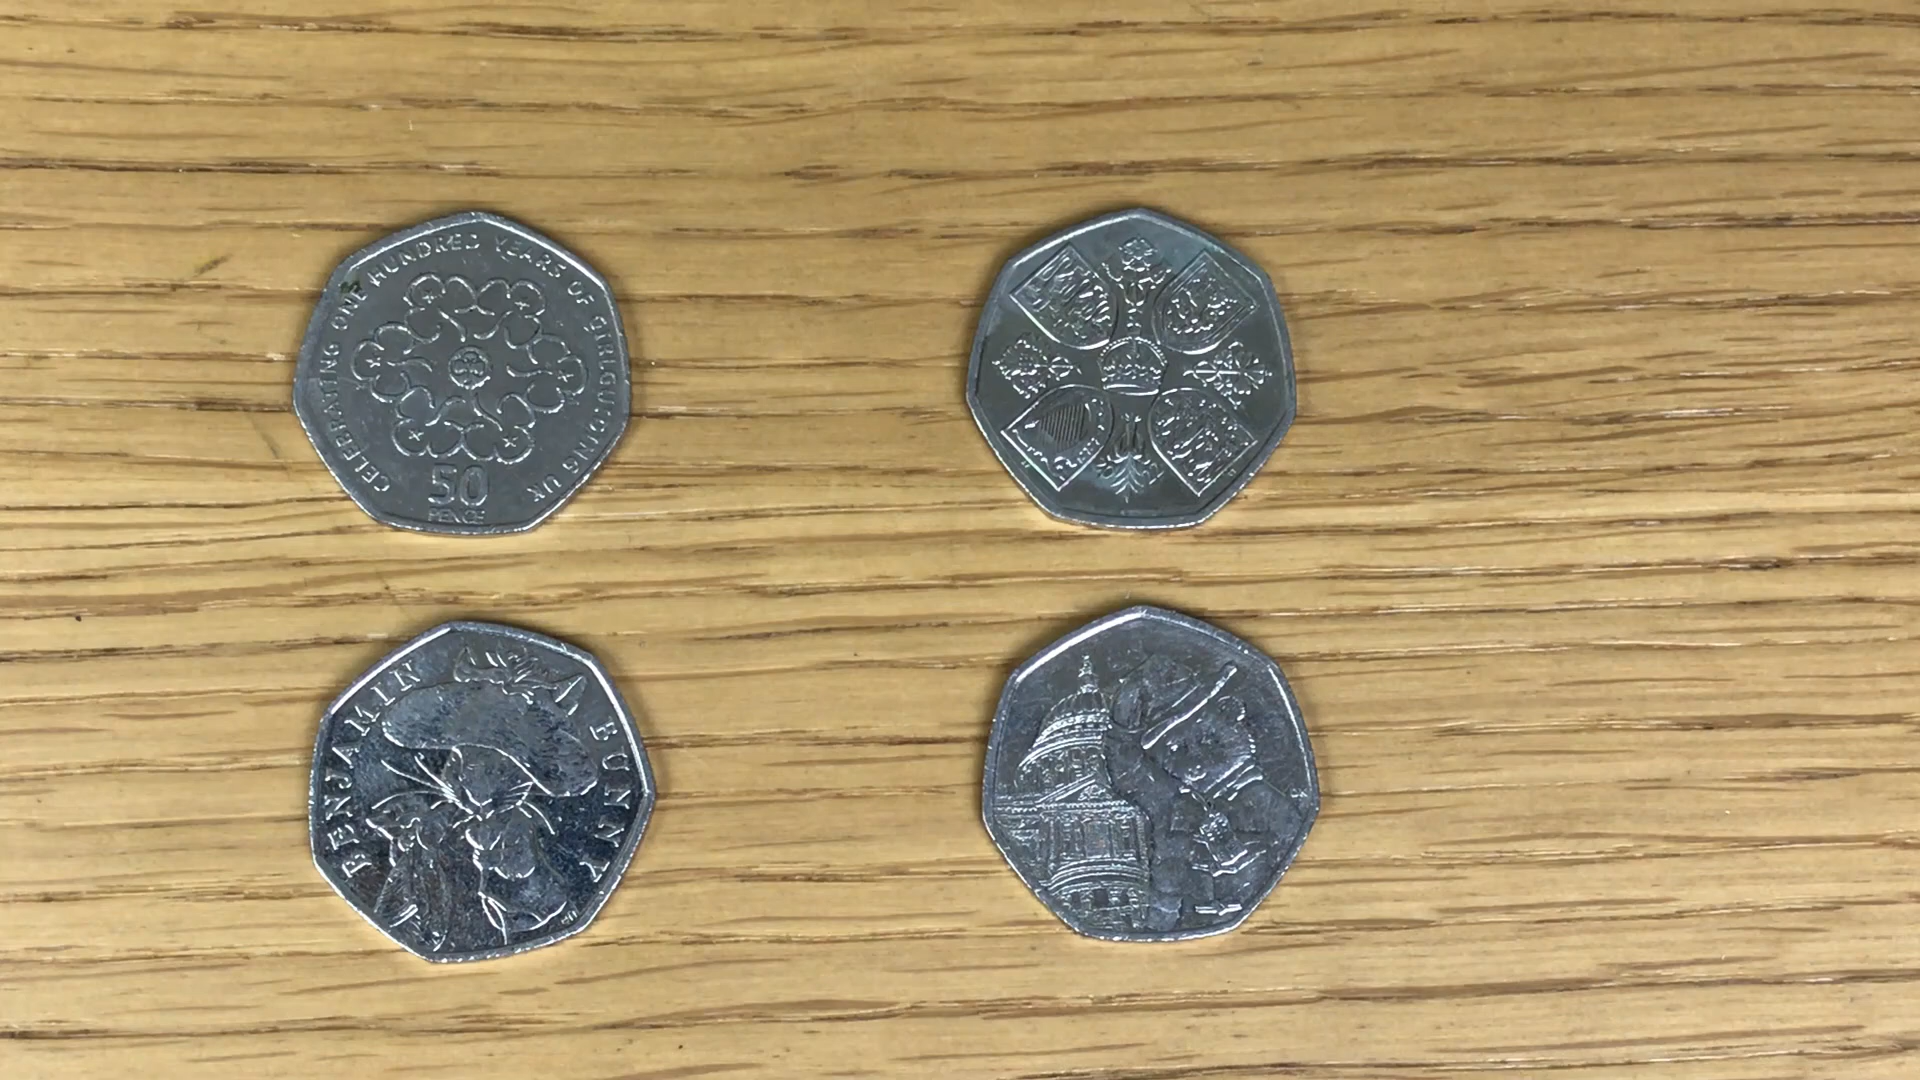 CELEBRATING ONE HUNDRED YEARS OF GIRLGUIDING UK
50
PENCE
BENJAMIN BUNNY